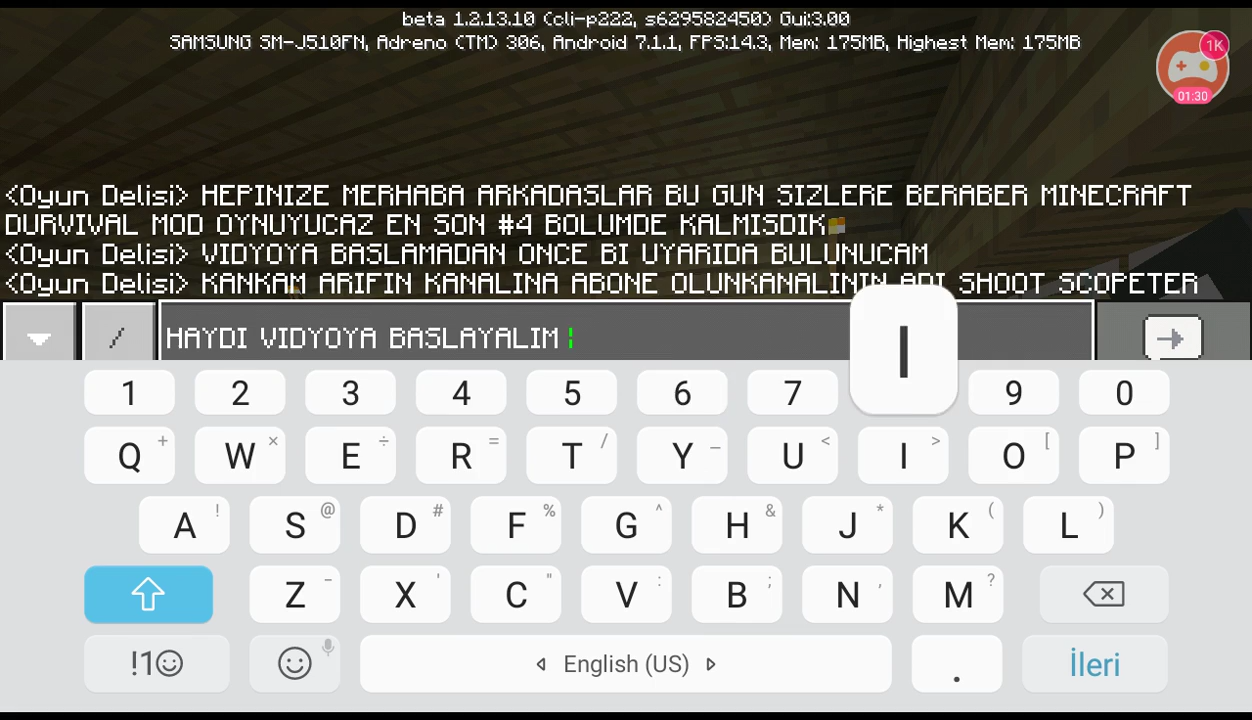 beta 1.2.13.10 (cli-p222, s629582450) Gui:3.00
SAMSUNG SM-J510FN, Adreno (TM) 306, Android 7.1.1, FPS:14.3, Mem: 175MB, Highest Mem: 175MB
1K
01:30
<Oyun Delisi> HEPINIZE MERHABA ARKADASLAR BU GUN SIZLERE BERABER MINECRAFT
DURVIVAL MOD OYNUYUCAZ EN SON #4 BOLUMDE KALMISDIK
<Oyun Delisi> VIDYOYA BASLAMADAN ONCE BI UYARIDA BULUNUCAM
<Oyun Delisi> KANKAM ARIFIN KANALINA ABONE OLUNKANALININ ADI SHOOT SCOPETER
/ HAYDI VIDYOYA BASLAYALIM
I
1 2 3 4 5 6 7 9 0
Q + W × E ÷ R = T / Y _ U < I > O [ P ]
A ! S @ D # F % G ^ H & J * K ( L )
Z - X ' C " V : B ; N , M ?
!1☺ English (US) . İleri